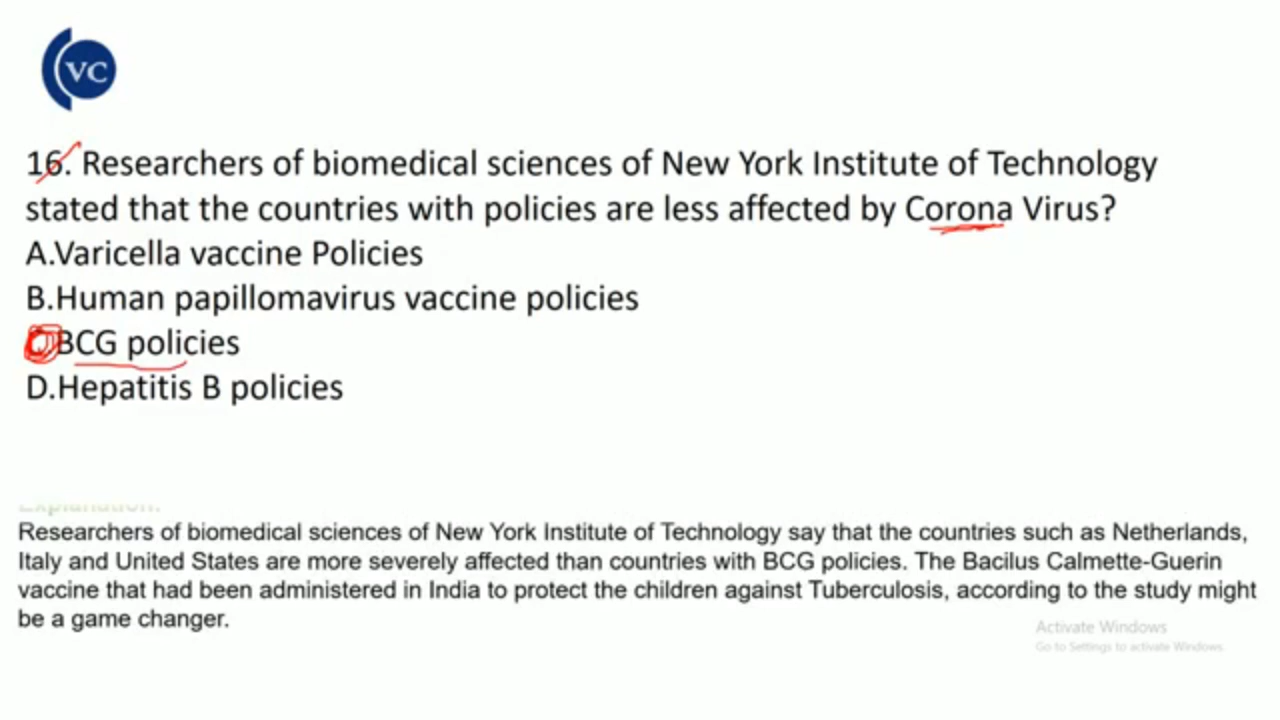 VC
16. Researchers of biomedical sciences of New York Institute of Technology
stated that the countries with policies are less affected by Corona Virus?
A.Varicella vaccine Policies
B.Human papillomavirus vaccine policies
C.BCG policies
D.Hepatitis B policies
Explanation:
Researchers of biomedical sciences of New York Institute of Technology say that the countries such as Netherlands,
Italy and United States are more severely affected than countries with BCG policies. The Bacilus Calmette-Guerin
vaccine that had been administered in India to protect the children against Tuberculosis, according to the study might
be a game changer.
Activate Windows
Go to Settings to activate Windows.